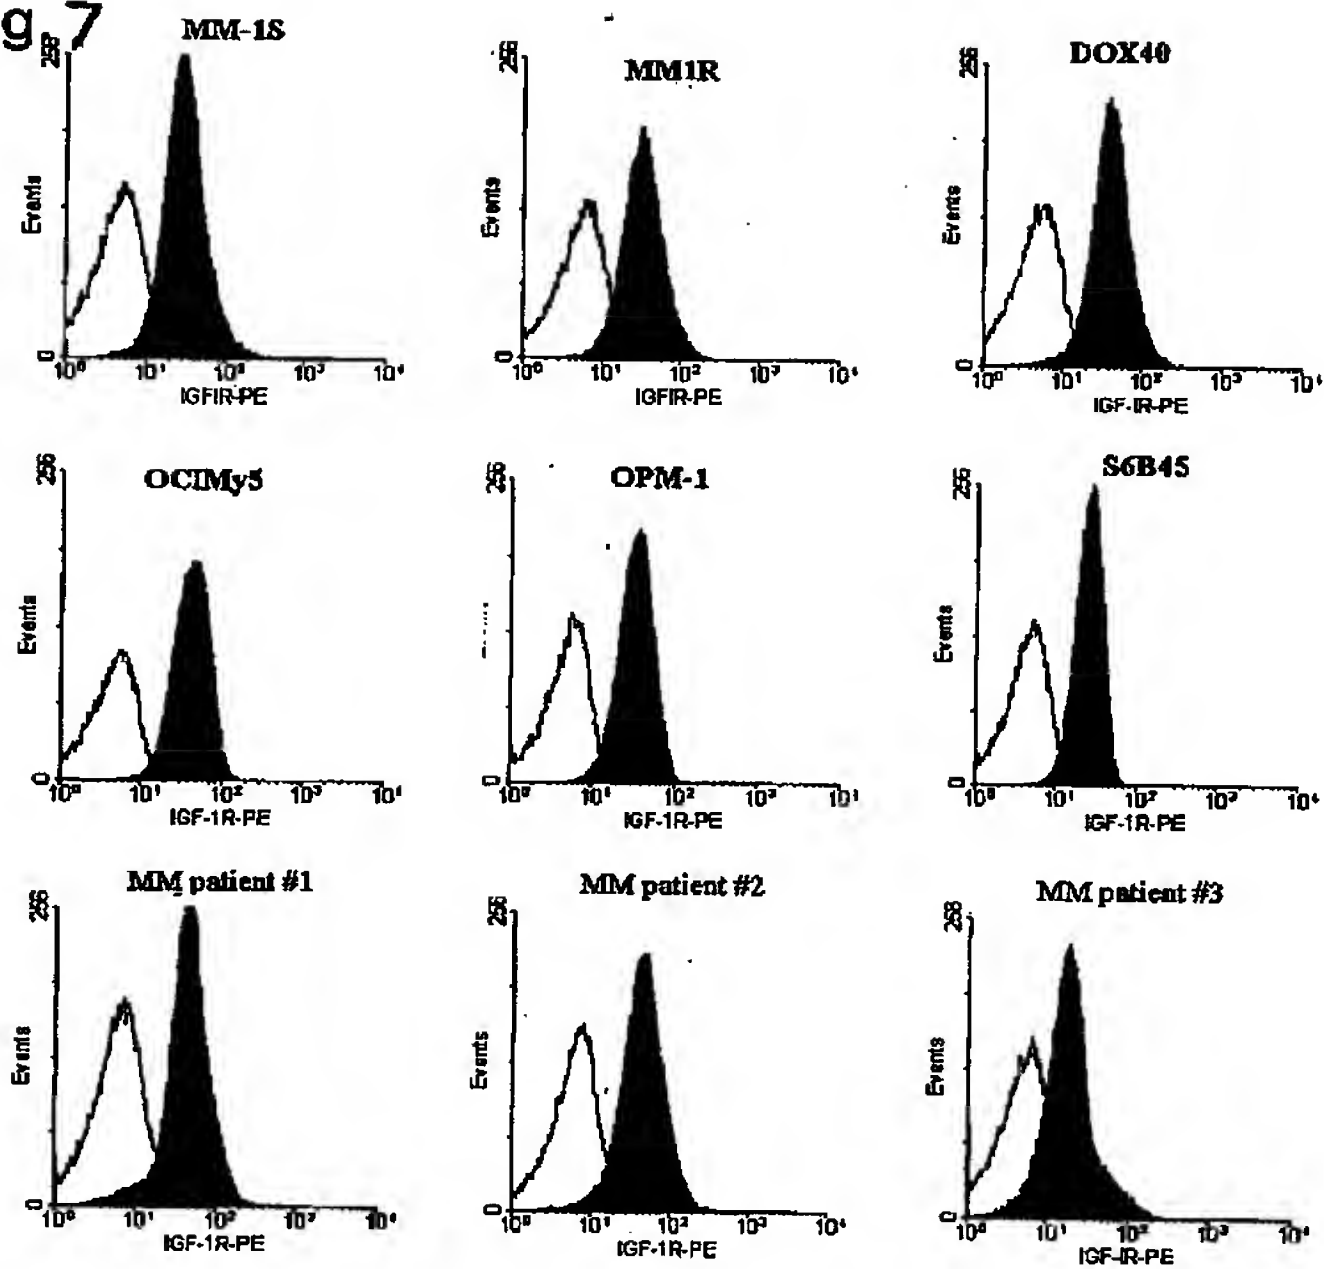 g 7
MM-1S
MM1R
DOX40
256
Events
0
10⁰ 10¹ 10² 10³ 10⁴
IGFIR-PE
256
Events
0
10⁰ 10¹ 10² 10³ 10⁴
IGFIR-PE
256
Events
0
10⁰ 10¹ 10² 10³ 10⁴
IGF-IR-PE
OCIMy5
OPM-1
S6B45
256
Events
0
10⁰ 10¹ 10² 10³ 10⁴
IGF-1R-PE
256
0
10⁰ 10¹ 10² 10³ 10¹
IGF-1R-PE
256
Events
0
10⁰ 10¹ 10² 10³ 10⁴
IGF-1R-PE
MM patient #1
MM patient #2
MM patient #3
256
Events
0
10⁰ 10¹ 10² 10³ 10⁴
IGF-1R-PE
256
Events
0
10⁰ 10¹ 10² 10³ 10⁴
IGF-1R-PE
256
Events
0
10⁰ 10¹ 10² 10³ 10⁴
IGF-IR-PE